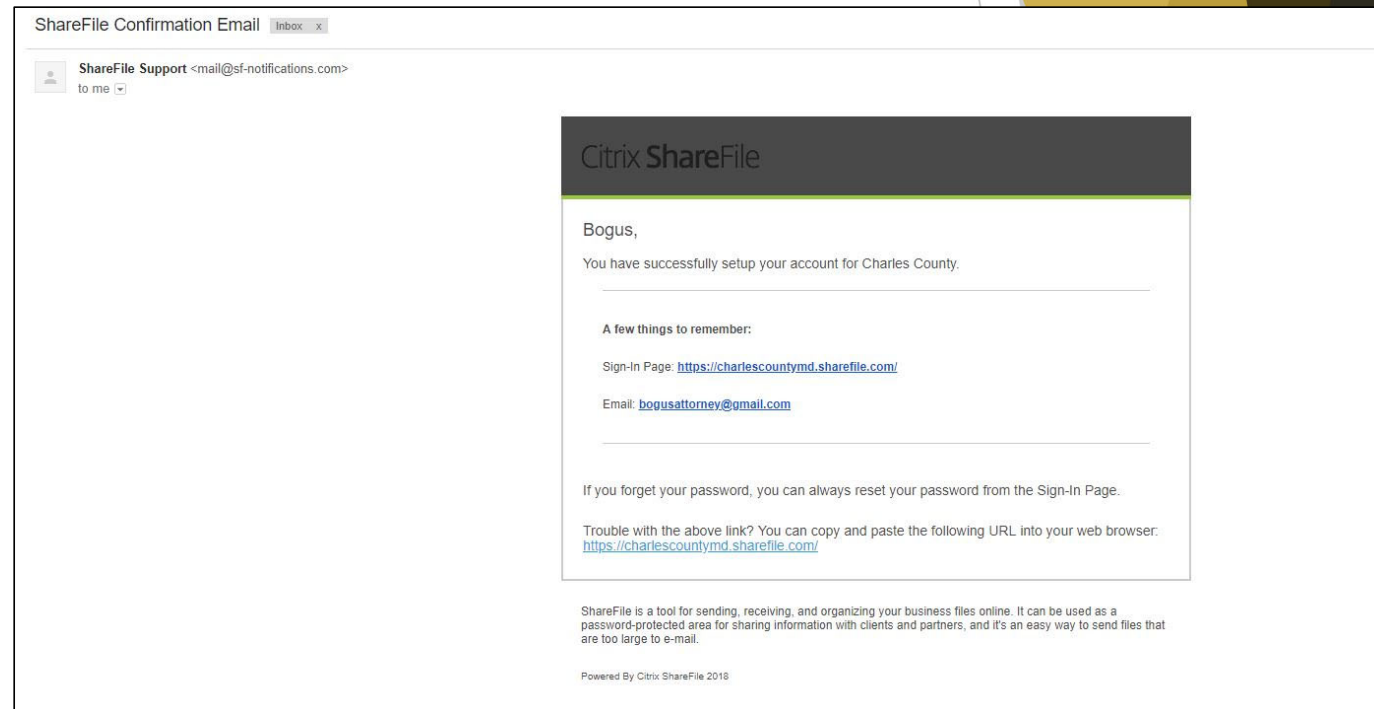 ShareFile Confirmation Email Inbox x
ShareFile Support <mail@sf-notifications.com>
to me
Citrix ShareFile
Bogus,
You have successfully setup your account for Charles County.
A few things to remember:
Sign-In Page: https://charlescountymd.sharefile.com/
Email: bogusattorney@gmail.com
If you forget your password, you can always reset your password from the Sign-In Page.
Trouble with the above link? You can copy and paste the following URL into your web browser:
https://charlescountymd.sharefile.com/
ShareFile is a tool for sending, receiving, and organizing your business files online. It can be used as a
password-protected area for sharing information with clients and partners, and it's an easy way to send files that
are too large to e-mail.
Powered By Citrix ShareFile 2018